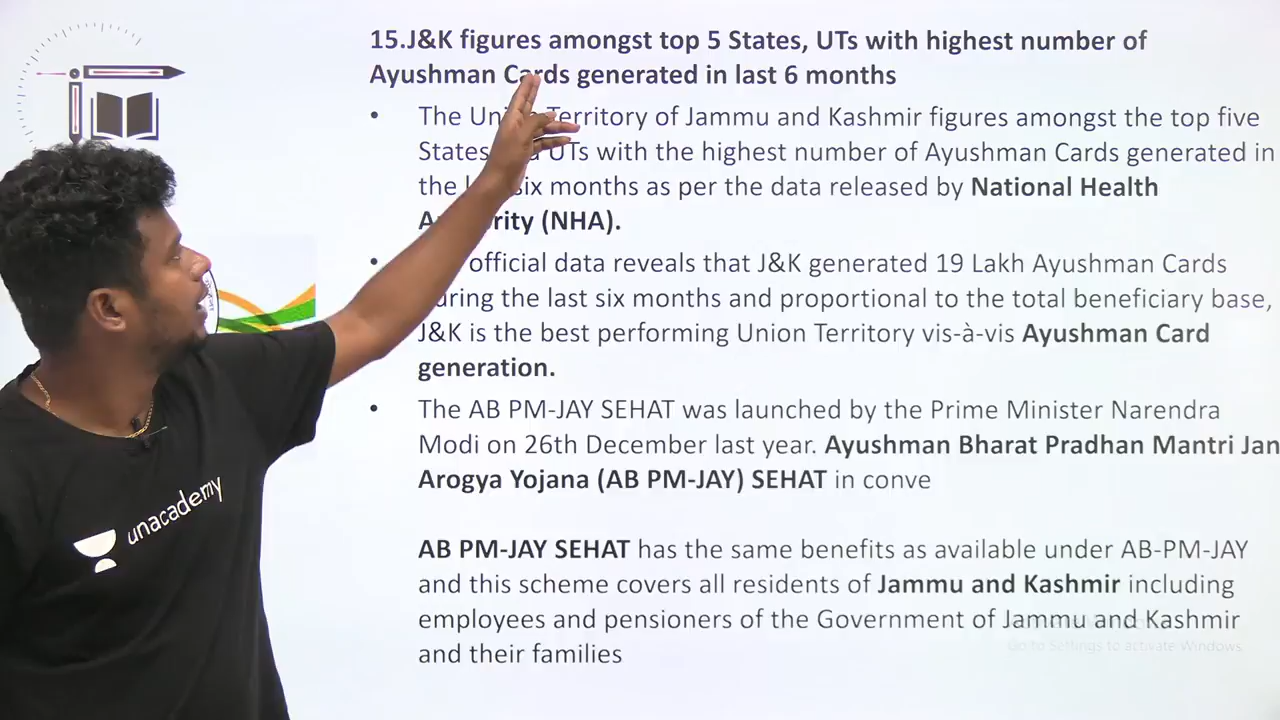 15.J&K figures amongst top 5 States, UTs with highest number of
Ayushman Cards generated in last 6 months
• The Union Territory of Jammu and Kashmir figures amongst the top five
States UTs with the highest number of Ayushman Cards generated in
the six months as per the data released by National Health
(NHA).
• official data reveals that J&K generated 19 Lakh Ayushman Cards
during the last six months and proportional to the total beneficiary base,
J&K is the best performing Union Territory vis-à-vis Ayushman Card
generation.
• The AB PM-JAY SEHAT was launched by the Prime Minister Narendra
Modi on 26th December last year. Ayushman Bharat Pradhan Mantri Jan
Arogya Yojana (AB PM-JAY) SEHAT in conve
AB PM-JAY SEHAT has the same benefits as available under AB-PM-JAY
and this scheme covers all residents of Jammu and Kashmir including
employees and pensioners of the Government of Jammu and Kashmir
and their families
Go to Settings to activate Windows.
unacademy